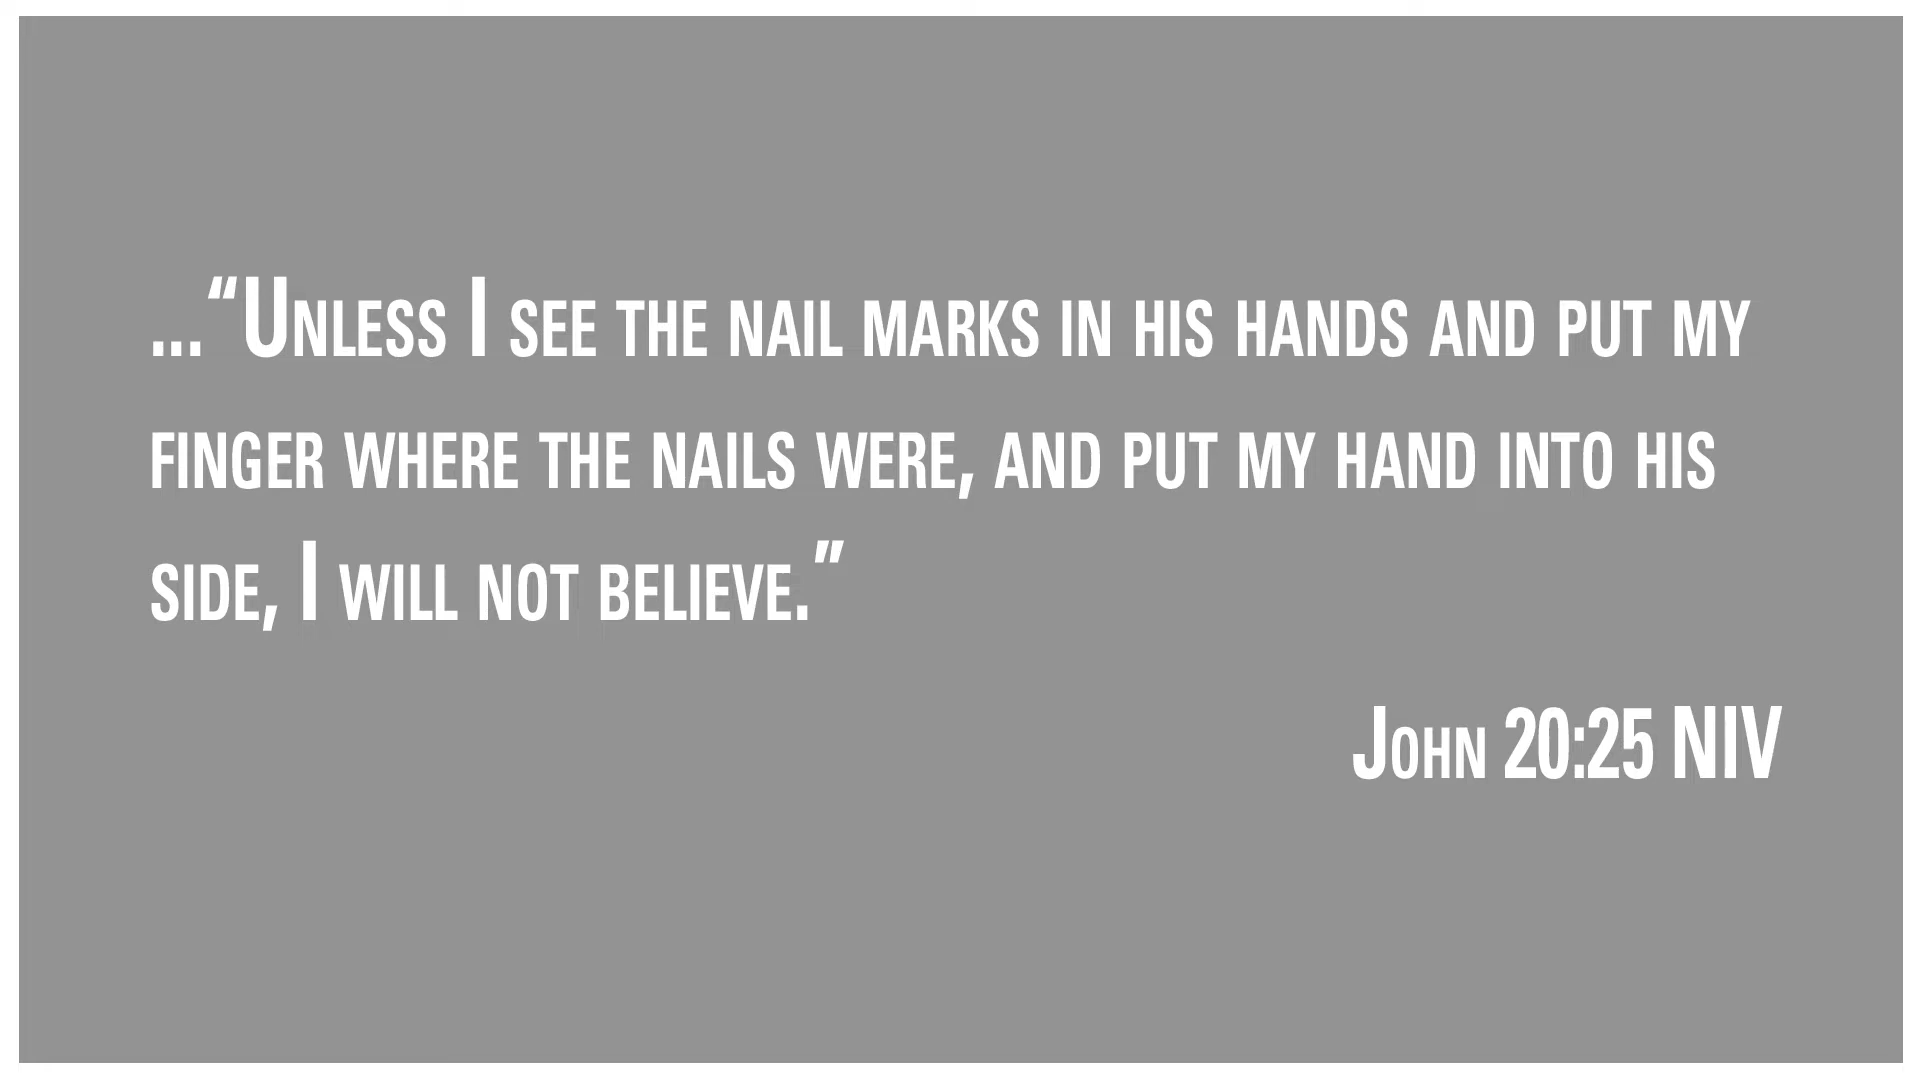 ...“Unless I see the nail marks in his hands and put my
finger where the nails were, and put my hand into his
side, I will not believe.”
John 20:25 NIV